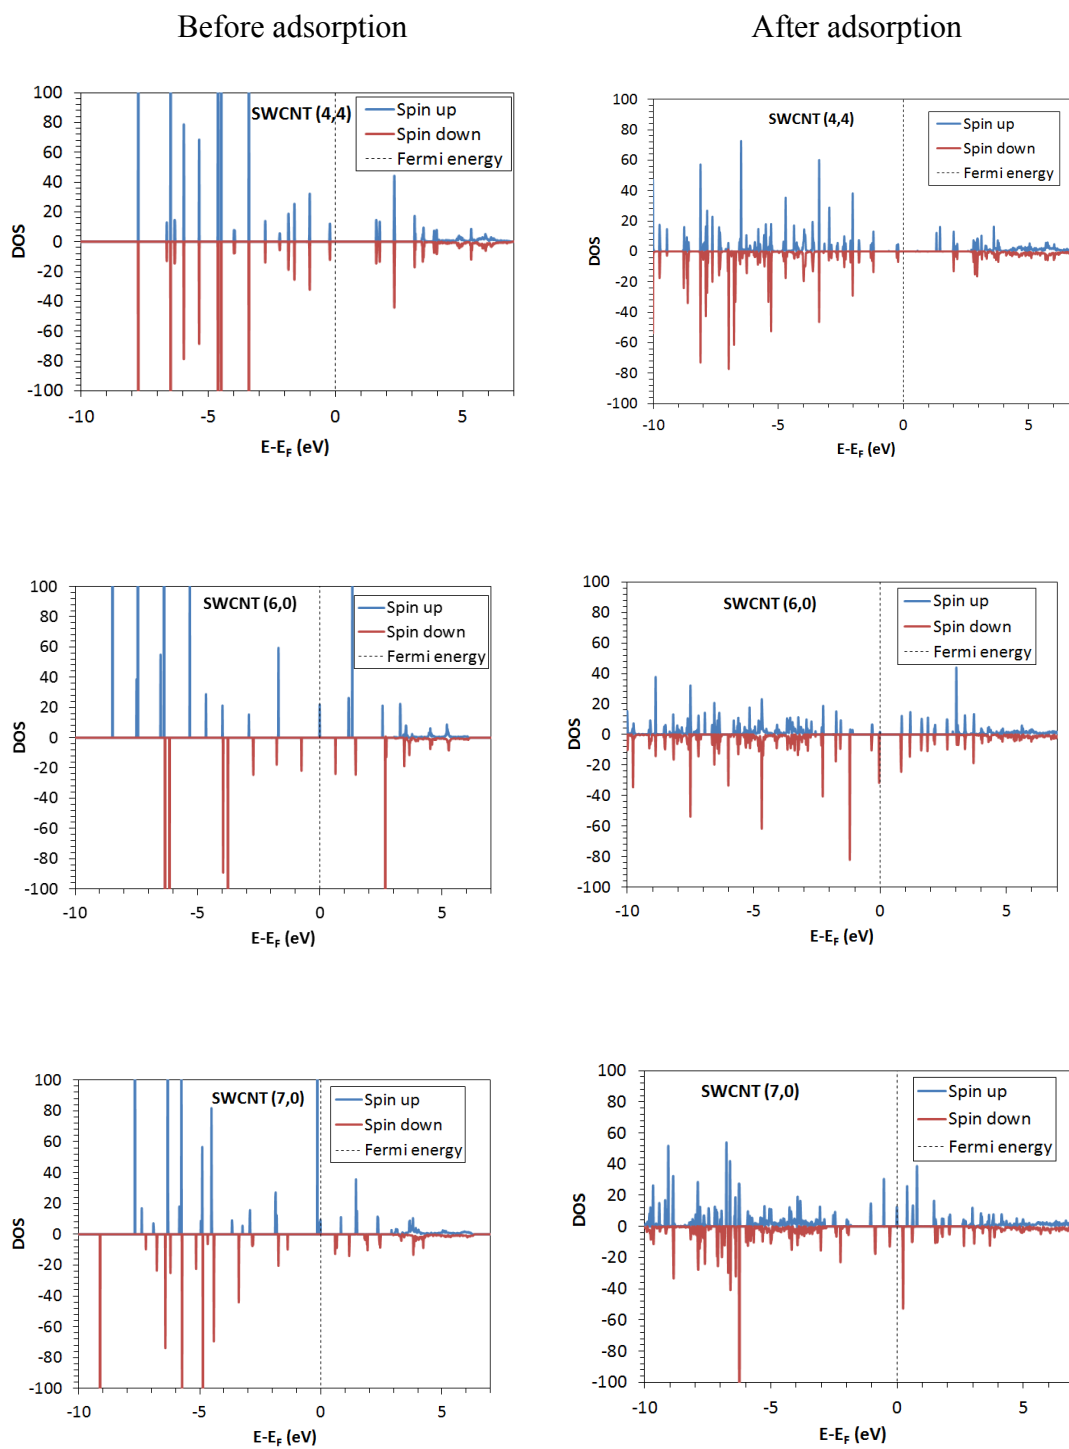 Before adsorption
After adsorption
100
80
60
40
20
0
-20
-40
-60
-80
-100
DOS
SWCNT (4,4)
Spin up
Spin down
Fermi energy
-10
-5
0
5
E-EF (eV)
100
80
60
40
20
0
-20
-40
-60
-80
-100
DOS
SWCNT (4,4)
Spin up
Spin down
Fermi energy
-10
-5
0
5
E-EF (eV)
100
80
60
40
20
0
-20
-40
-60
-80
-100
DOS
SWCNT (6,0)
Spin up
Spin down
Fermi energy
-10
-5
0
5
E-EF (eV)
100
80
60
40
20
0
-20
-40
-60
-80
-100
DOS
SWCNT (6,0)
Spin up
Spin down
Fermi energy
-10
-5
0
5
E-EF (eV)
100
80
60
40
20
0
-20
-40
-60
-80
-100
DOS
SWCNT (7,0)
Spin up
Spin down
Fermi energy
-10
-5
0
5
E-EF (eV)
100
80
60
40
20
0
-20
-40
-60
-80
-100
DOS
SWCNT (7,0)
Spin up
Spin down
Fermi energy
-10
-5
0
5
E-EF (eV)